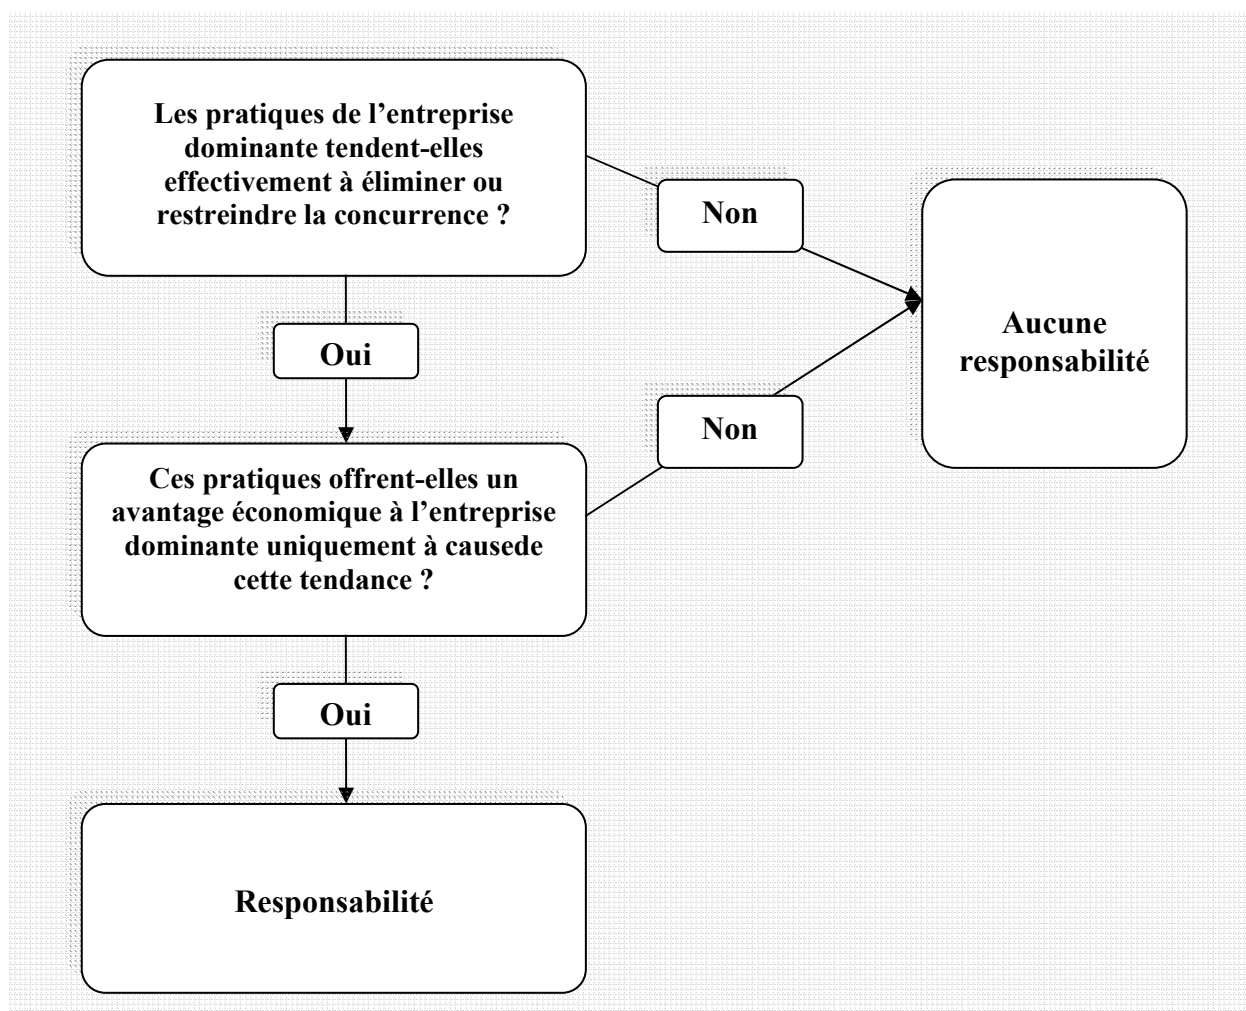 Les pratiques de l’entreprise
dominante tendent-elles
effectivement à éliminer ou
restreindre la concurrence ?
Non
Aucune
responsabilité
Oui
Non
Ces pratiques offrent-elles un
avantage économique à l’entreprise
dominante uniquement à causede
cette tendance ?
Oui
Responsabilité